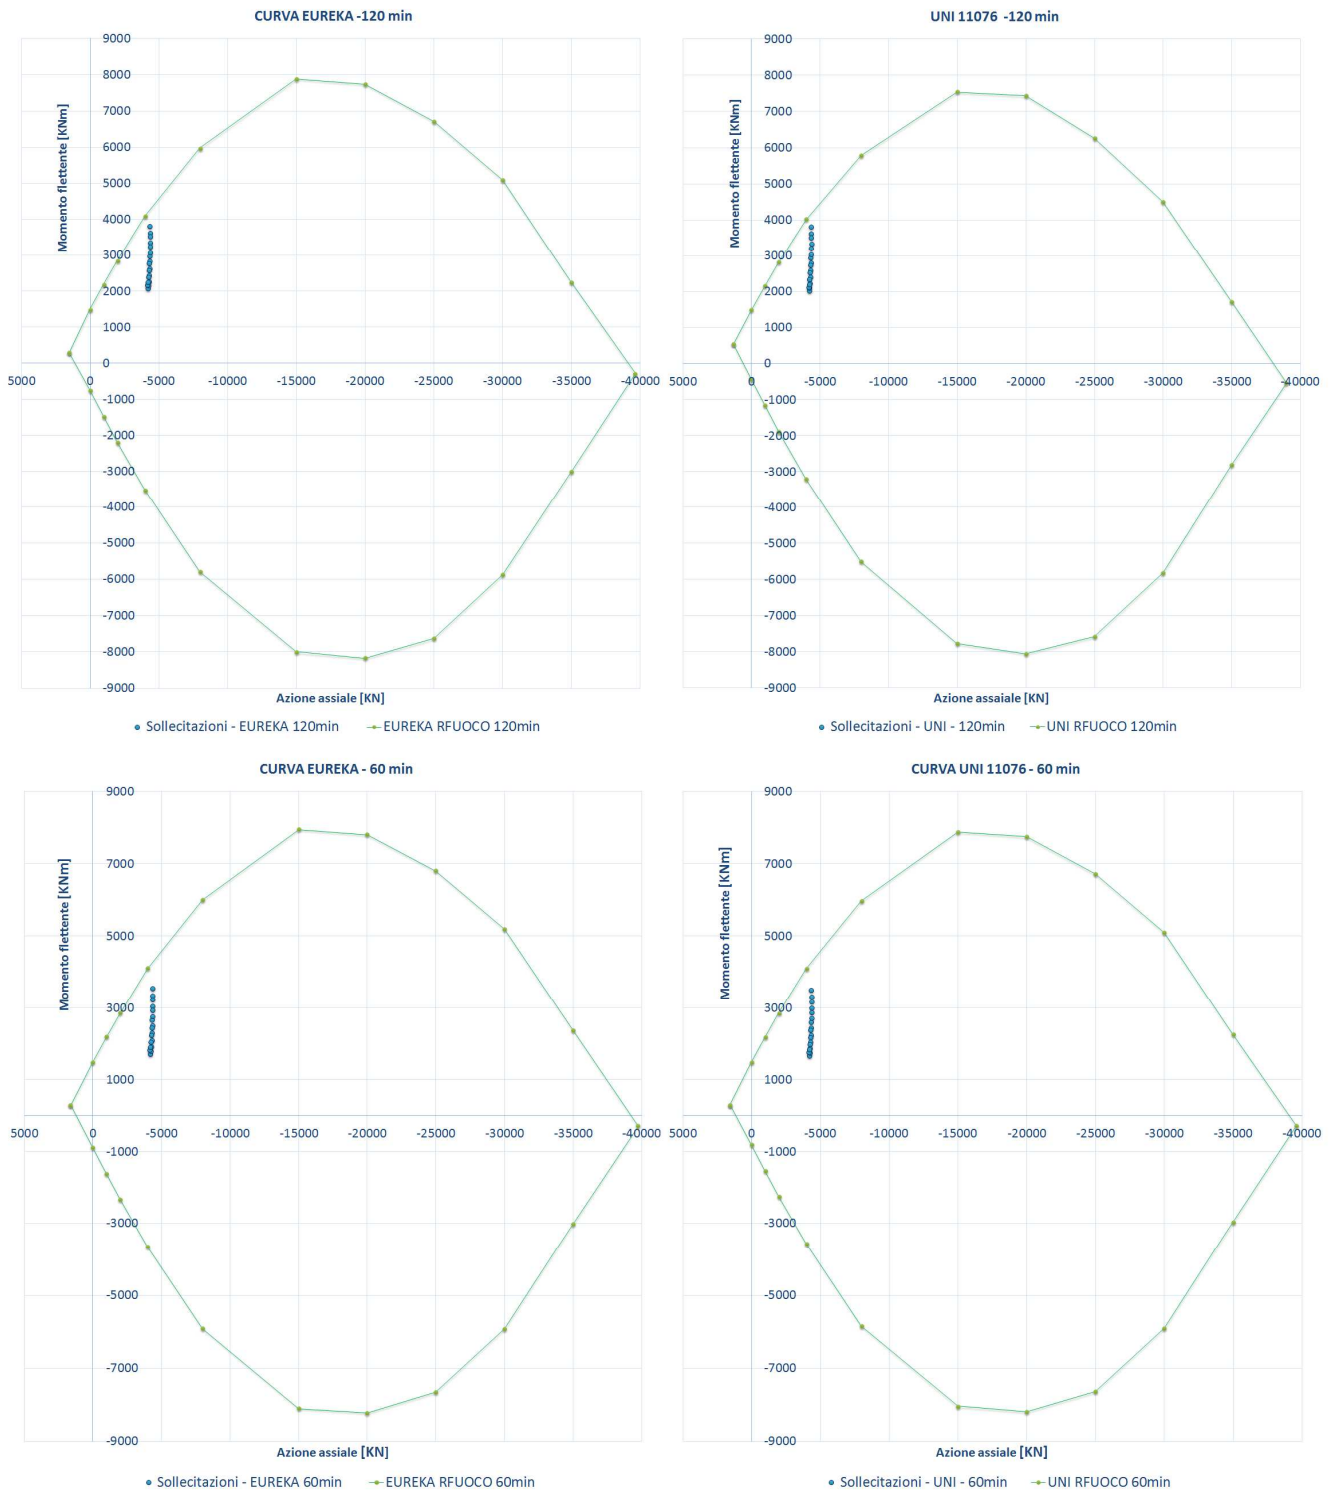 CURVA EUREKA -120 min
Momento flettente [KNm]
9000
8000
7000
6000
5000
4000
3000
2000
1000
0
-1000
-2000
-3000
-4000
-5000
-6000
-7000
-8000
-9000
5000 0 -5000 -10000 -15000 -20000 -25000 -30000 -35000 -40000
Azione assiale [KN]
Sollecitazioni - EUREKA 120min EUREKA RFUOCO 120min
UNI 11076 -120 min
Momento flettente [KNm]
9000
8000
7000
6000
5000
4000
3000
2000
1000
0
-1000
-2000
-3000
-4000
-5000
-6000
-7000
-8000
-9000
5000 0 -5000 -10000 -15000 -20000 -25000 -30000 -35000 -40000
Azione assaiale [KN]
Sollecitazioni - UNI - 120min UNI RFUOCO 120min
CURVA EUREKA - 60 min
Momento flettente [KNm]
9000
7000
5000
3000
1000
-1000
-3000
-5000
-7000
-9000
5000 0 -5000 -10000 -15000 -20000 -25000 -30000 -35000 -40000
Azione assiale [KN]
Sollecitazioni - EUREKA 60min EUREKA RFUOCO 60min
CURVA UNI 11076 - 60 min
Momento flettente [KNm]
9000
7000
5000
3000
1000
-1000
-3000
-5000
-7000
-9000
5000 0 -5000 -10000 -15000 -20000 -25000 -30000 -35000 -40000
Azione assiale [KN]
Sollecitazioni - UNI - 60min UNI RFUOCO 60min